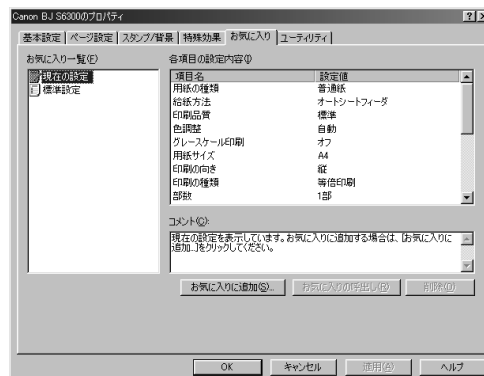 Canon BJ S6300のプロパティ
基本設定 ページ設定 スタンプ/背景 特殊効果 お気に入り ユーティリティ
お気に入り一覧(F)
現在の設定
標準設定
各項目の設定内容(I)
項目名 設定値
用紙の種類 普通紙
給紙方法 オートシートフィーダ
印刷品質 標準
色調整 自動
グレースケール印刷 オフ
用紙サイズ A4
印刷の向き 縦
印刷の種類 等倍印刷
部数 1部
コメント(C):
現在の設定を表示しています。お気に入りに追加する場合は、[お気に入りに
追加...]をクリックしてください。
お気に入りに追加(S)... お気に入りの呼出し(R) 削除(D)
OK キャンセル 適用(A) ヘルプ